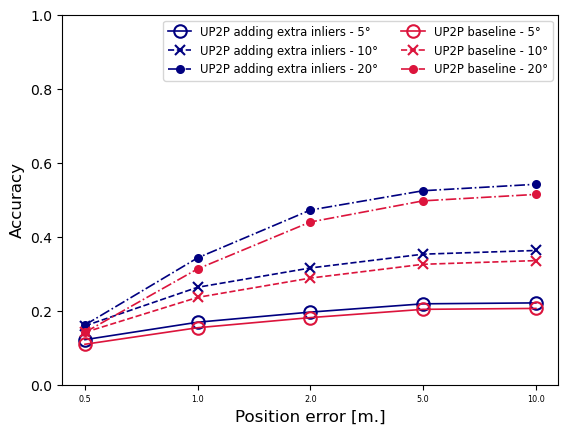 1.0
0.8
0.6
0.4
0.2
0.0
Accuracy
UP2P adding extra inliers - 5°
UP2P adding extra inliers - 10°
UP2P adding extra inliers - 20°
UP2P baseline - 5°
UP2P baseline - 10°
UP2P baseline - 20°
0.5 1.0 2.0 5.0 10.0
Position error [m.]